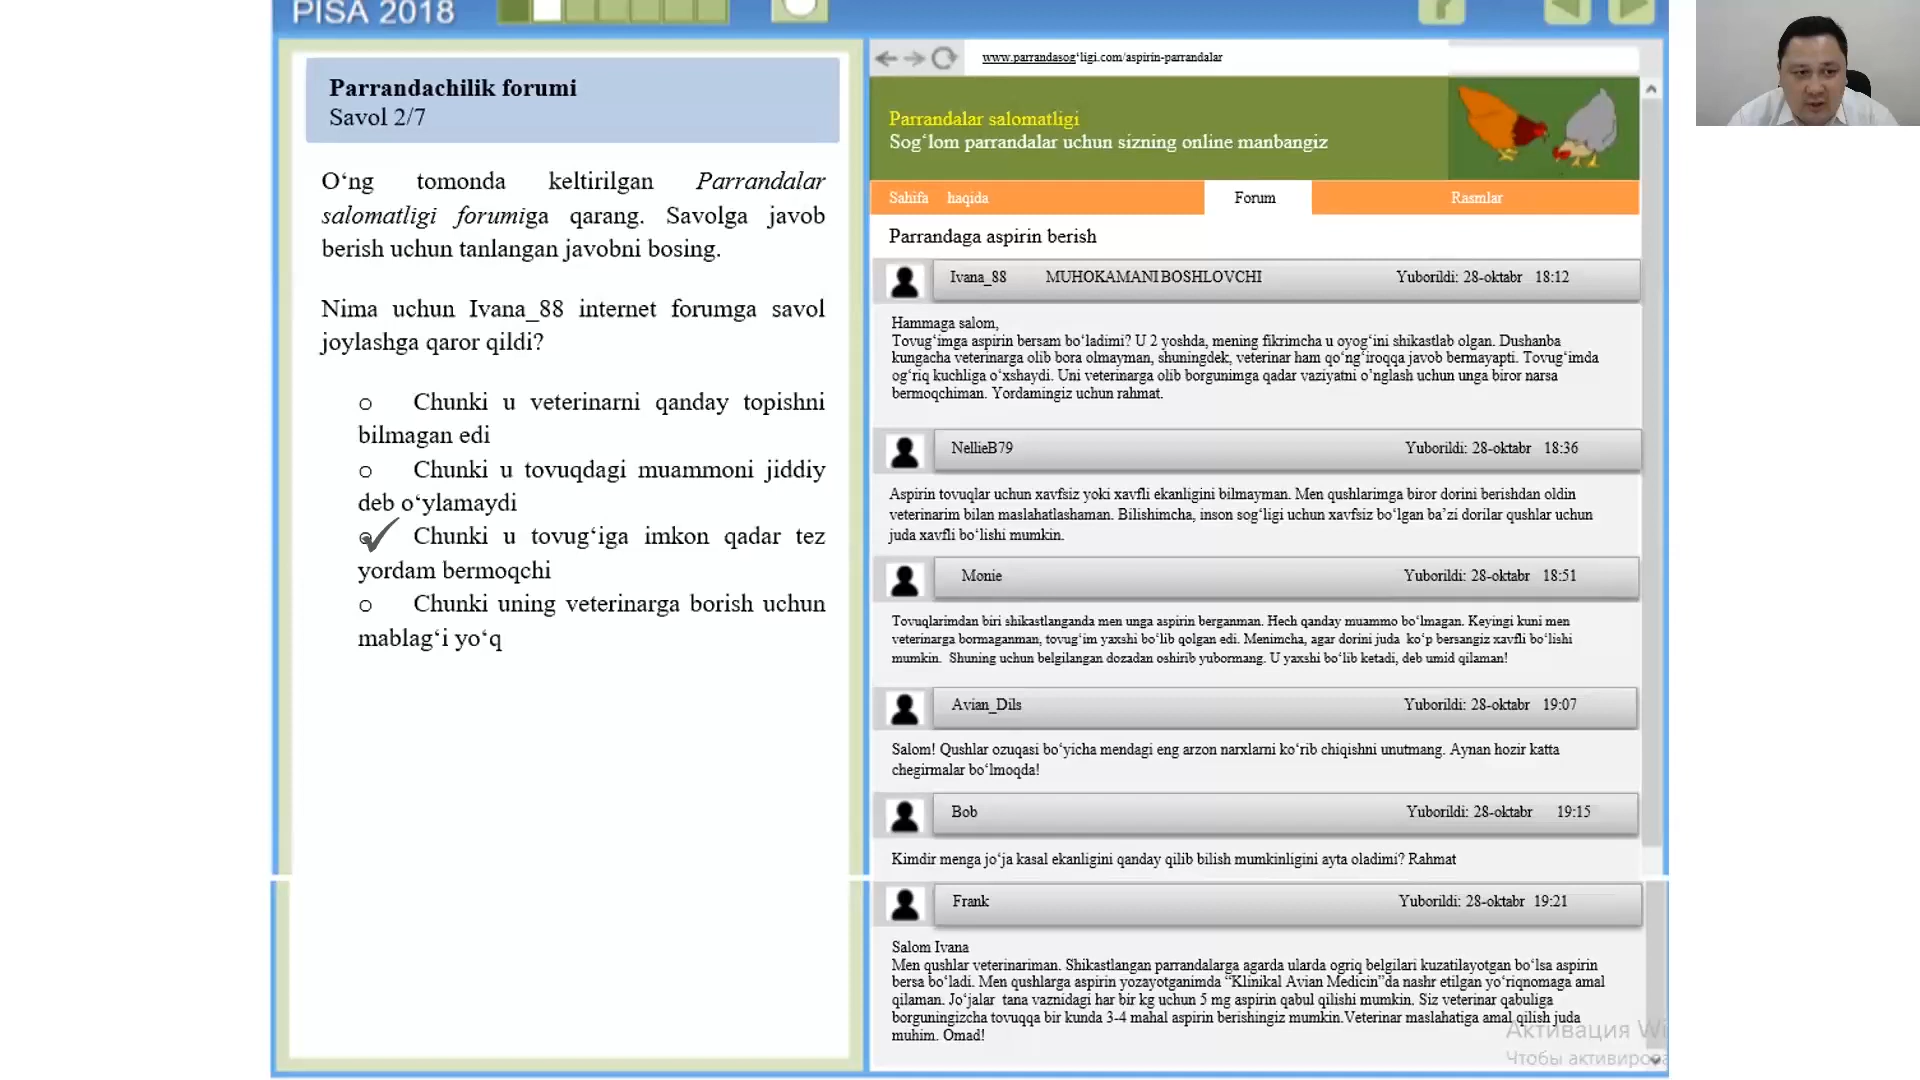 PISA 2018
?
Parrandachilik forumi
Savol 2/7
O‘ng tomonda keltirilgan Parrandalar
salomatligi forumiga qarang. Savolga javob
berish uchun tanlangan javobni bosing.
Nima uchun Ivana_88 internet forumga savol
joylashga qaror qildi?
o Chunki u veterinarni qanday topishni
bilmagan edi
o Chunki u tovuqdagi muammoni jiddiy
deb o‘ylamaydi
o Chunki u tovug‘iga imkon qadar tez
yordam bermoqchi
o Chunki uning veterinarga borish uchun
mablag‘i yo‘q
www.parrandasog‘ligi.com/aspirin-parrandalar
Parrandalar salomatligi
Sog‘lom parrandalar uchun sizning online manbangiz
Sahifa haqida Forum Rasmlar
Parrandaga aspirin berish
Ivana_88 MUHOKAMANI BOSHLOVCHI Yuborildi: 28-oktabr 18:12
Hammaga salom,
Tovug‘imga aspirin bersam bo‘ladimi? U 2 yoshda, mening fikrimcha u oyog‘ini shikastlab olgan. Dushanba
kungacha veterinarga olib bora olmayman, shuningdek, veterinar ham qo‘ng‘iroqqa javob bermayapti. Tovug‘imda
og‘riq kuchliga o‘xshaydi. Uni veterinarga olib borgunimga qadar vaziyatni o’nglash uchun unga biror narsa
bermoqchiman. Yordamingiz uchun rahmat.
NellieB79 Yuborildi: 28-oktabr 18:36
Aspirin tovuqlar uchun xavfsiz yoki xavfli ekanligini bilmayman. Men qushlarimga biror dorini berishdan oldin
veterinarim bilan maslahatlashaman. Bilishimcha, inson sog‘ligi uchun xavfsiz bo‘lgan ba’zi dorilar qushlar uchun
juda xavfli bo‘lishi mumkin.
Monie Yuborildi: 28-oktabr 18:51
Tovuqlarimdan biri shikastlanganda men unga aspirin berganman. Hech qanday muammo bo‘lmagan. Keyingi kuni men
veterinarga bormaganman, tovug‘im yaxshi bo‘lib qolgan edi. Menimcha, agar dorini juda ko‘p bersangiz xavfli bo‘lishi
mumkin. Shuning uchun belgilangan dozadan oshirib yubormang. U yaxshi bo‘lib ketadi, deb umid qilaman!
Avian_Dils Yuborildi: 28-oktabr 19:07
Salom! Qushlar ozuqasi bo‘yicha mendagi eng arzon narxlarni ko‘rib chiqishni unutmang. Aynan hozir katta
chegirmalar bo‘lmoqda!
Bob Yuborildi: 28-oktabr 19:15
Kimdir menga jo‘ja kasal ekanligini qanday qilib bilish mumkinligini ayta oladimi? Rahmat
Frank Yuborildi: 28-oktabr 19:21
Salom Ivana
Men qushlar veterinariman. Shikastlangan parrandalarga agarda ularda ogriq belgilari kuzatilayotgan bo‘lsa aspirin
bersa bo‘ladi. Men qushlarga aspirin yozayotganimda “Klinikal Avian Medicin”da nashr etilgan yo‘riqnomaga amal
qilaman. Jo‘jalar tana vaznidagi har bir kg uchun 5 mg aspirin qabul qilishi mumkin. Siz veterinar qabuliga
borguningizcha tovuqqa bir kunda 3-4 mahal aspirin berishingiz mumkin.Veterinar maslahatiga amal qilish juda
muhim. Omad!
Активация Wi
Чтобы активирова